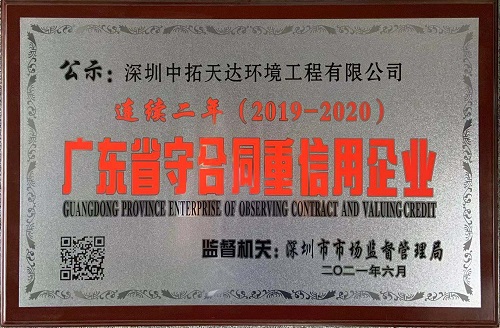 公示：深圳中拓天达环境工程有限公司
连续二年（2019-2020）
广东省守合同重信用企业
GUANGDONG PROVINCE ENTERPRISE OF OBSERVING CONTRACT AND VALUING CREDIT
监督机关：深圳市市场监督管理局
二〇二一年六月